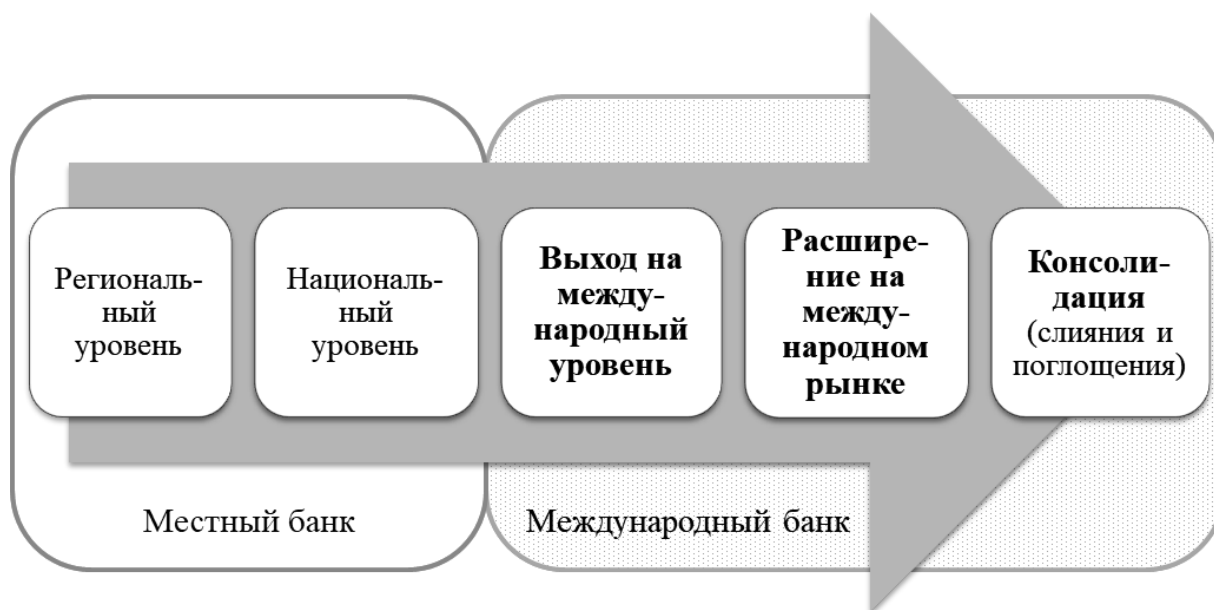 Региональ-
ный
уровень
Националь-
ный
уровень
Выход на
между-
народный
уровень
Расшире-
ние на
между-
народном
рынке
Консоли-
дация
(слияния и
поглощения)
Местный банк
Международный банк